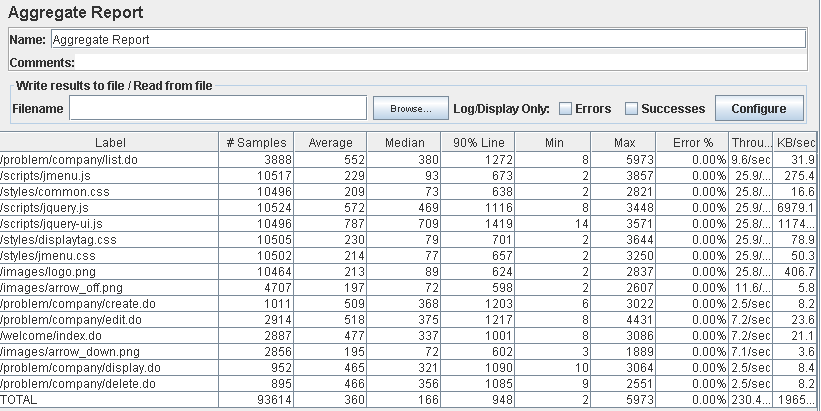 Aggregate Report
Name: Aggregate Report
Comments:
Write results to file / Read from file
Filename Browse... Log/Display Only: Errors Successes Configure
Label # Samples Average Median 90% Line Min Max Error % Throu... KB/sec
/problem/company/list.do 3888 552 380 1272 8 5973 0.00% 9.6/sec 31.9
/scripts/jmenu.js 10517 229 93 673 2 3857 0.00% 25.9/... 275.4
/styles/common.css 10496 209 73 638 2 2821 0.00% 25.8/... 16.6
/scripts/jquery.js 10524 572 469 1116 8 3448 0.00% 25.9/... 6979.1
/scripts/jquery-ui.js 10496 787 709 1419 14 3571 0.00% 25.8/... 1174...
/styles/displaytag.css 10505 230 79 701 2 3644 0.00% 25.9/... 78.9
/styles/jmenu.css 10502 214 77 657 2 3250 0.00% 25.9/... 50.3
/images/logo.png 10464 213 89 624 2 2837 0.00% 25.8/... 406.7
/images/arrow_off.png 4707 197 72 598 2 2607 0.00% 11.6/... 5.8
/problem/company/create.do 1011 509 368 1203 6 3022 0.00% 2.5/sec 8.2
/problem/company/edit.do 2914 518 375 1217 8 4431 0.00% 7.2/sec 23.6
/welcome/index.do 2887 477 337 1001 8 3086 0.00% 7.2/sec 21.1
/images/arrow_down.png 2856 195 72 602 3 1889 0.00% 7.1/sec 3.6
/problem/company/display.do 952 465 321 1090 10 3064 0.00% 2.5/sec 8.4
/problem/company/delete.do 895 466 356 1085 9 2551 0.00% 2.5/sec 8.2
TOTAL 93614 360 166 948 2 5973 0.00% 230.4... 1965...